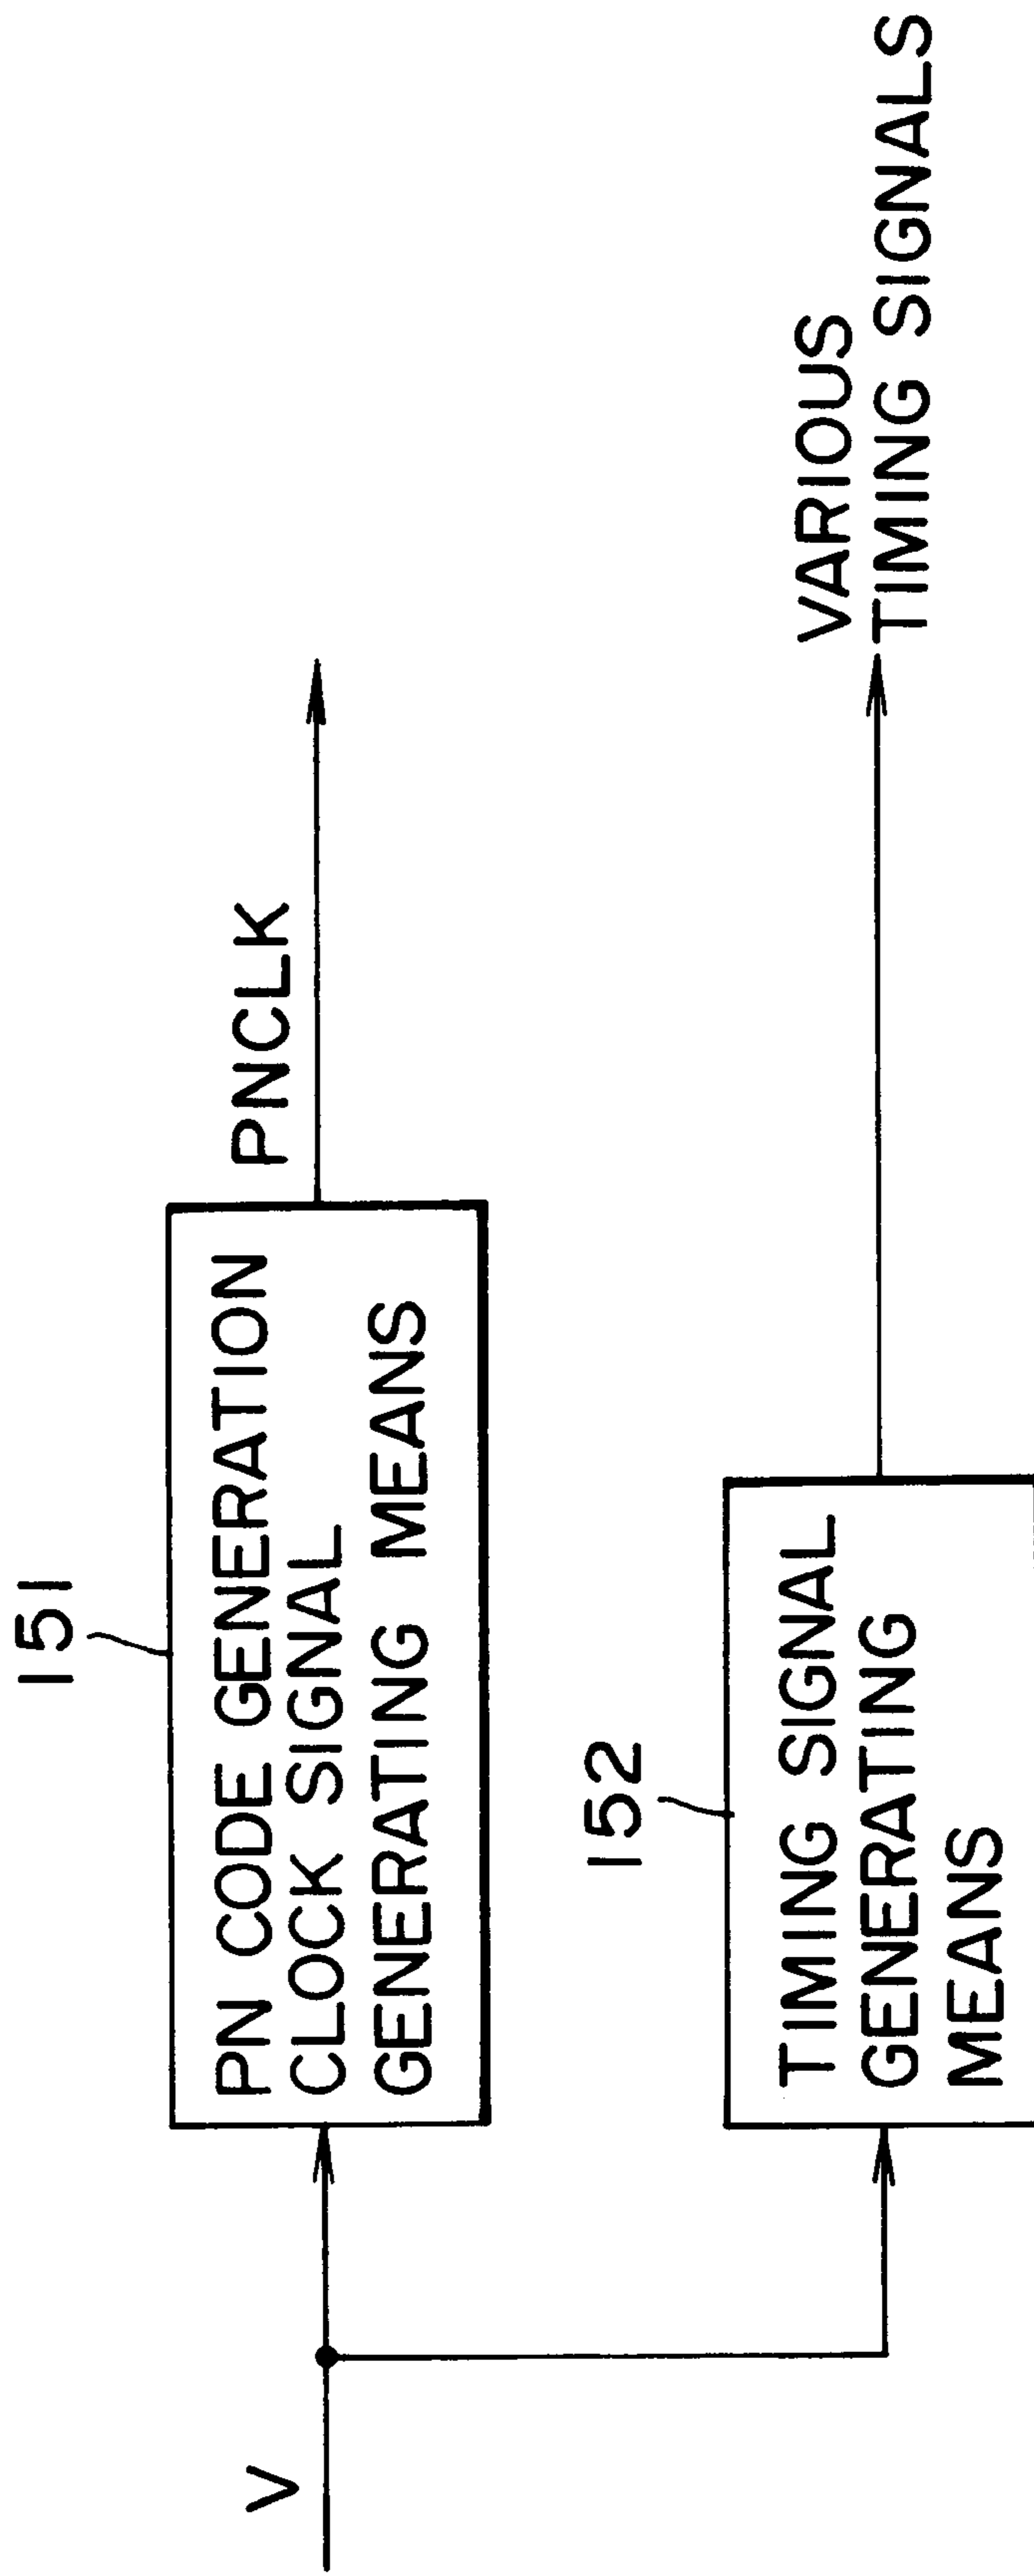 151
PN CODE GENERATION
CLOCK SIGNAL
GENERATING MEANS
PNCLK
V
152
TIMING SIGNAL
GENERATING
MEANS
VARIOUS
TIMING SIGNALS